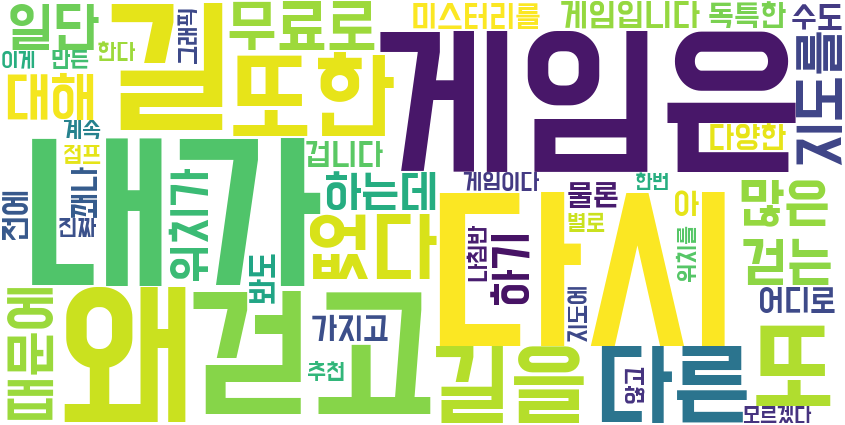 일단
길
무료로
미스터리를
게임입니다
독특한
수도
이게
만든
한다
그래픽
또한
게임은
를
대해
지도
계속
점프
겁니다
다양한
전에
꽤나
진짜
내가
위치가
하는데
게임이다
물론
한번
많은
별로
아
없다
다시
봐도
나침반
하기
위치를
걷는
때문에
왜
걷고
가지고
지도에
어디로
추천
길을
다른
않고
또
모르겠다